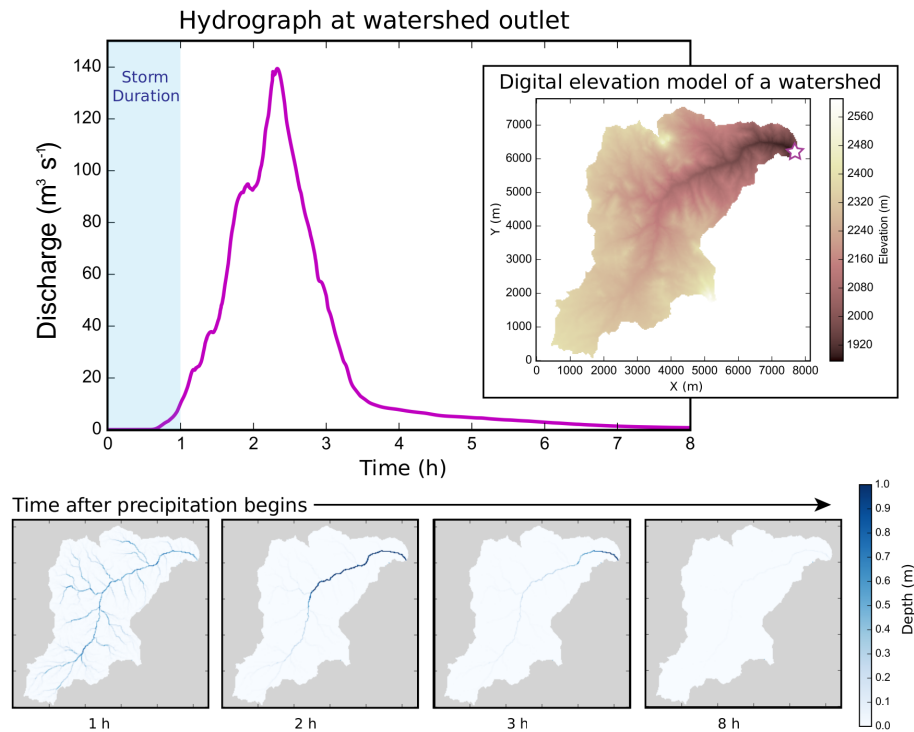 Hydrograph at watershed outlet
140
120
100
80
60
40
20
0
Discharge (m³ s⁻¹)
Storm
Duration
0 1 2 3 4 5 6 7 8
Time (h)
Digital elevation model of a watershed
7000
6000
5000
4000
3000
2000
1000
0
Y (m)
0 1000 2000 3000 4000 5000 6000 7000 8000
X (m)
2560
2480
2400
2320
2240
2160
2080
2000
1920
Elevation (m)
Time after precipitation begins
1 h
2 h
3 h
8 h
1.0
0.9
0.8
0.7
0.6
0.5
0.4
0.3
0.2
0.1
0.0
Depth (m)